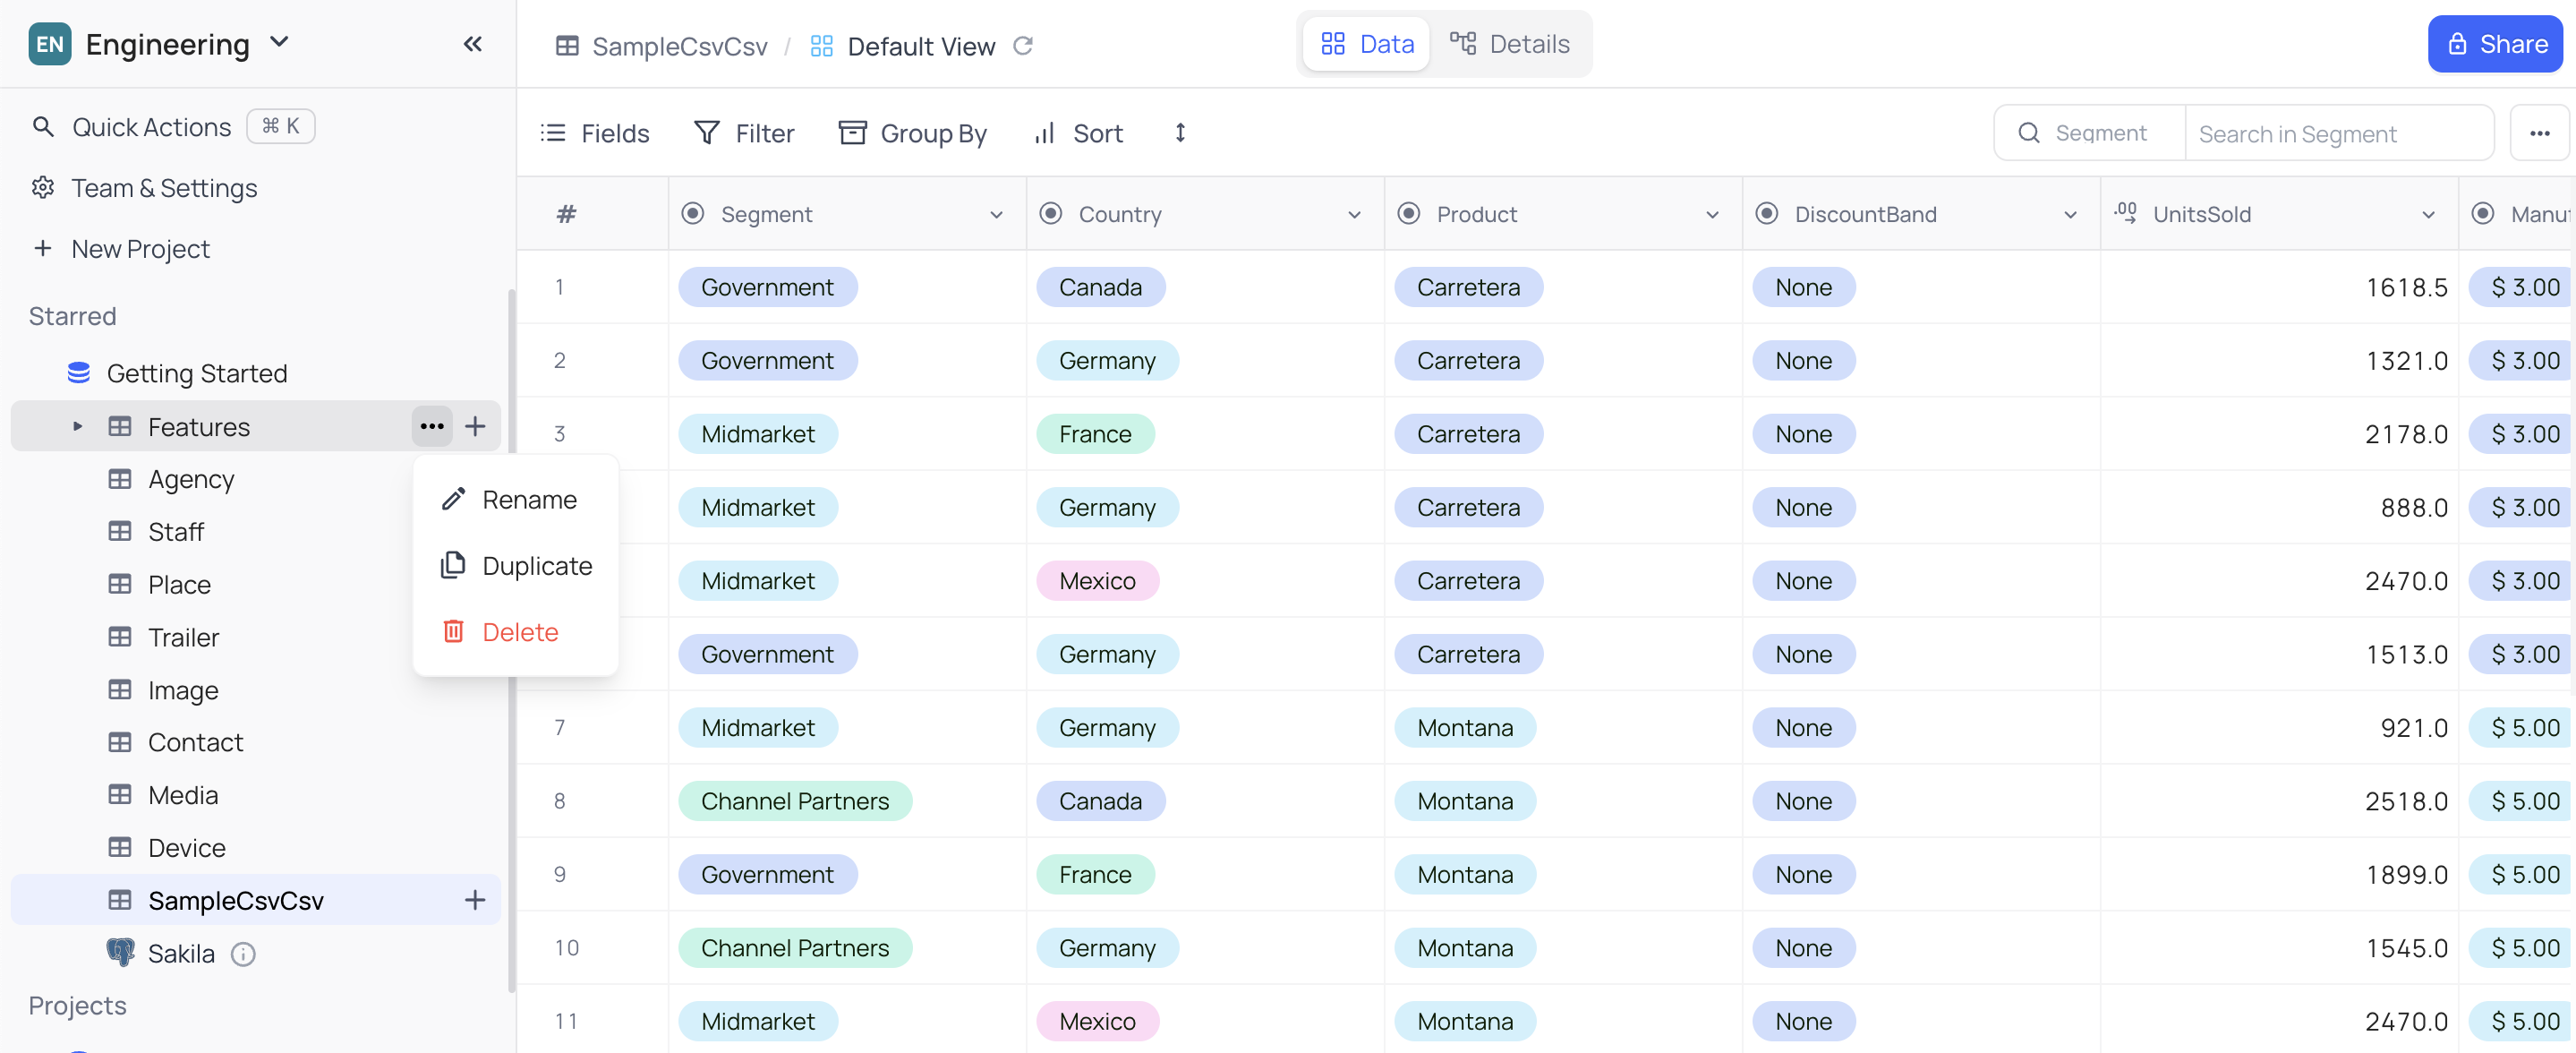 EN Engineering
SampleCsvCsv / Default View
Data Details
Share
Quick Actions ⌘ K
Team & Settings
New Project
Starred
Getting Started
Features
Agency
Staff
Place
Trailer
Image
Contact
Media
Device
SampleCsvCsv
Sakila
Projects
Rename
Duplicate
Delete
Fields Filter Group By Sort
Segment Search in Segment
# Segment Country Product DiscountBand .00 UnitsSold
1 Government Canada Carretera None 1618.5 $ 3.00
2 Government Germany Carretera None 1321.0 $ 3.00
3 Midmarket France Carretera None 2178.0 $ 3.00
Midmarket Germany Carretera None 888.0 $ 3.00
Midmarket Mexico Carretera None 2470.0 $ 3.00
Government Germany Carretera None 1513.0 $ 3.00
7 Midmarket Germany Montana None 921.0 $ 5.00
8 Channel Partners Canada Montana None 2518.0 $ 5.00
9 Government France Montana None 1899.0 $ 5.00
10 Channel Partners Germany Montana None 1545.0 $ 5.00
11 Midmarket Mexico Montana None 2470.0 $ 5.00